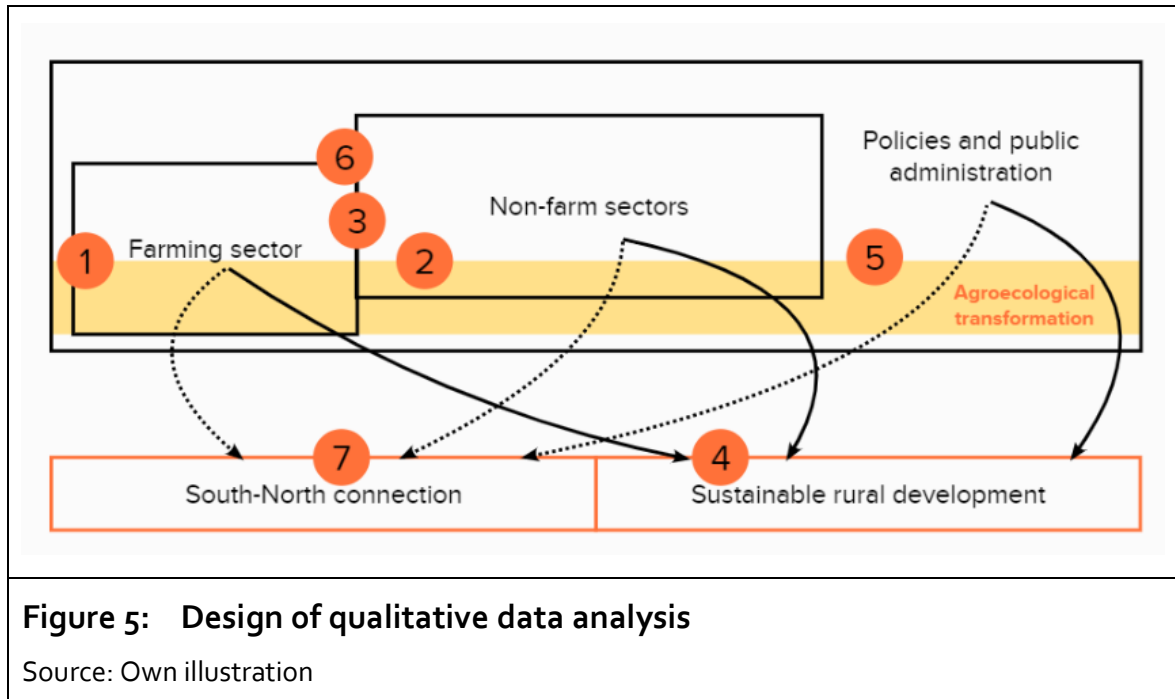 Policies and public
administration
6
Non-farm sectors
3
Farming sector
1
2
5
Agroecological
transformation
7
4
South-North connection
Sustainable rural development
Figure 5: Design of qualitative data analysis
Source: Own illustration